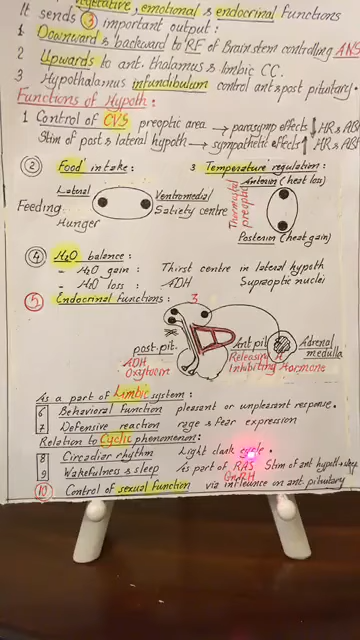 vegetative, emotional & endocrinal functions
It sends 3 important output:
1 Downward & backward to RF of Brainstem controlling ANS
2 Upwards to ant. thalamus & limbic CC.
3 Hypothalamus infundibulum control ant & post pituitary.
Functions of Hypoth:
1 Control of CVS preoptic area → parasymp effects ↓ HR & AB
Stim of post & lateral hypoth → sympathetic effects ↑ HR & AB
2 Food intake:
3 Temperature regulation:
Anterior (heat loss)
Lateral
Feeding
Hunger
Ventromedial
Satiety centre
Thermostat
preoptic
Posterior (heat gain)
4 H2O balance:
- H2O gain: Thirst centre in lateral hypoth
- H2O loss: ADH Supraoptic nuclei
5 Endocrinal functions:
3
post. pit.
ADH
Oxytocin
Ant pit
Releasing H
Inhibiting Hormone
Adrenal
medulla
As a part of Limbic system:
6 Behavioral Function pleasant or unpleasant response.
7 Defensive reaction rage & fear expression
Relation to Cyclic phenomenon:
8 Circadian rhythm Light dark cycle.
9 Wakefulness & sleep As part of RAS Stim of ant hypoth → sleep
GnRH
10 Control of sexual function via influence on ant pituitary